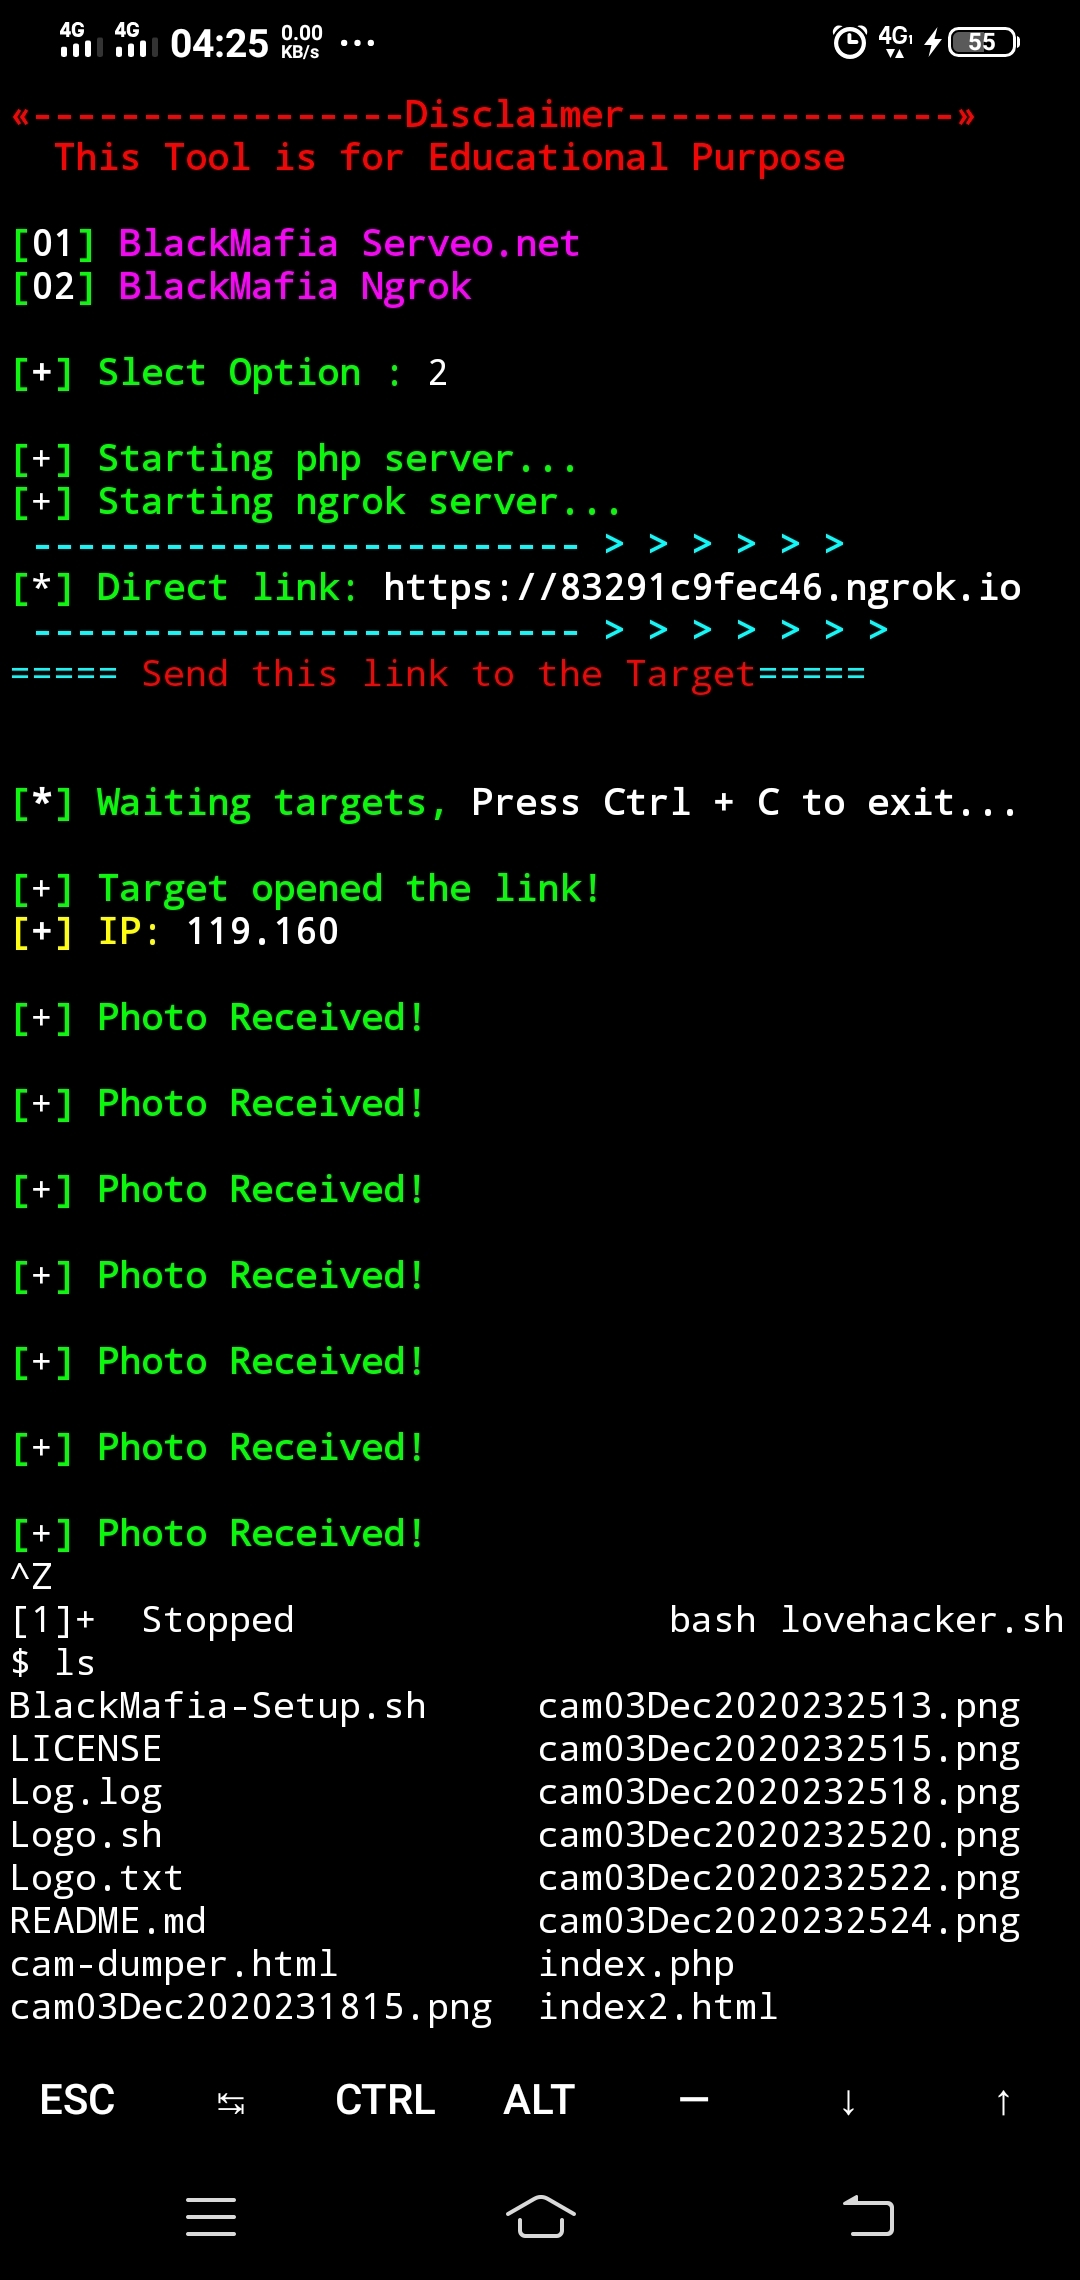 4G 4G 04:25 0.00 KB/s ... 4G1 55
«-----------------Disclaimer---------------»
This Tool is for Educational Purpose
[01] BlackMafia Serveo.net
[02] BlackMafia Ngrok
[+] Slect Option : 2
[+] Starting php server...
[+] Starting ngrok server...
------------------------- > > > > > >
[*] Direct link: https://83291c9fec46.ngrok.io
------------------------- > > > > > > >
===== Send this link to the Target=====
[*] Waiting targets, Press Ctrl + C to exit...
[+] Target opened the link!
[+] IP: 119.160
[+] Photo Received!
[+] Photo Received!
[+] Photo Received!
[+] Photo Received!
[+] Photo Received!
[+] Photo Received!
[+] Photo Received!
^Z
[1]+  Stopped                 bash lovehacker.sh
$ ls
BlackMafia-Setup.sh     cam03Dec2020232513.png
LICENSE                 cam03Dec2020232515.png
Log.log                 cam03Dec2020232518.png
Logo.sh                 cam03Dec2020232520.png
Logo.txt                cam03Dec2020232522.png
README.md               cam03Dec2020232524.png
cam-dumper.html         index.php
cam03Dec2020231815.png  index2.html
ESC ↹ CTRL ALT — ↓ ↑